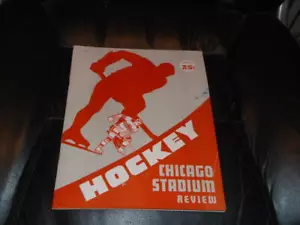 25¢
HOCKEY
CHICAGO
STADIUM
REVIEW